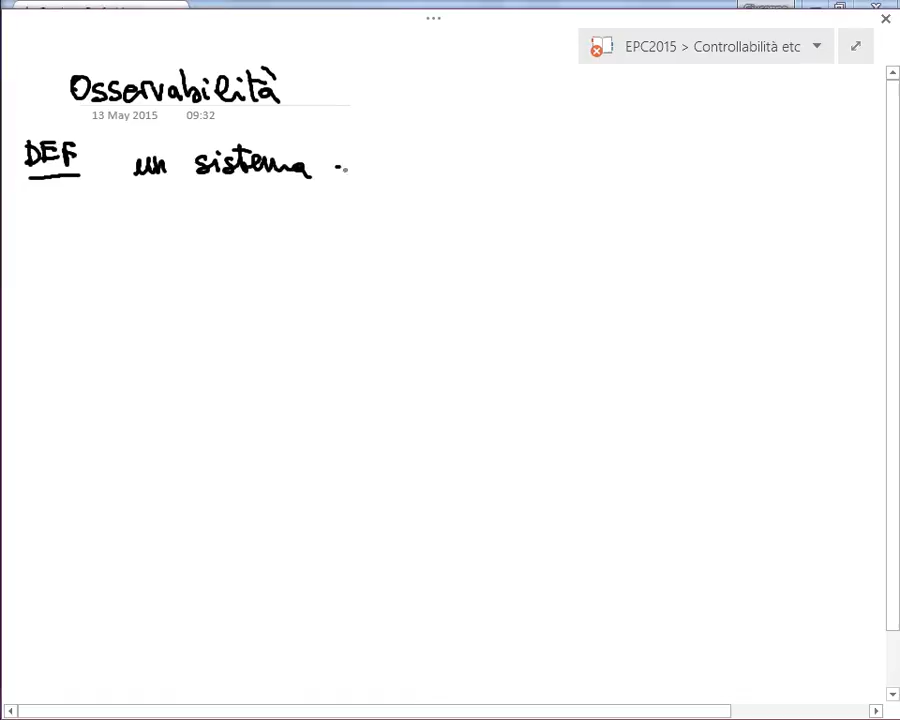 EPC2015 > Controllabilità etc
Osservabilità
13 May 2015 09:32
DEF un sistema